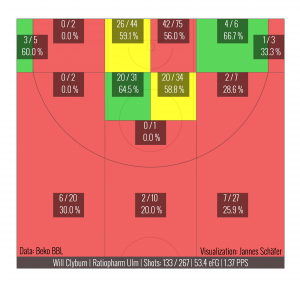 0 / 2
0.0 %
26 / 44
59.1 %
42 / 75
56.0 %
4 / 6
66.7 %
3 / 5
60.0 %
1 / 3
33.3 %
0 / 2
0.0 %
20 / 31
64.5 %
20 / 34
58.8 %
2 / 7
28.6 %
0 / 1
0.0 %
6 / 20
30.0 %
2 / 10
20.0 %
7 / 27
25.9 %
Data: Beko BBL
Visualization: Jannes Schäfer
Will Clyburn | Ratiopharm Ulm | Shots: 133 / 267 | 53.4 eFG | 1.37 PPS